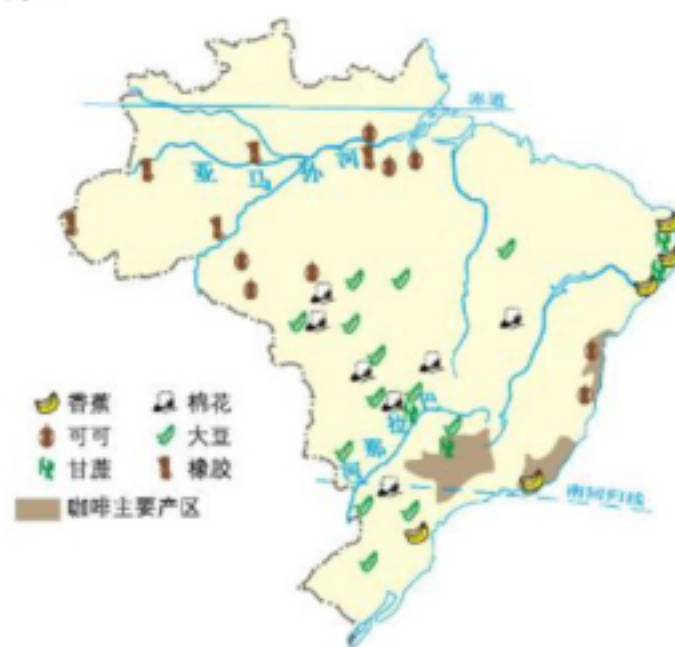 赤道
亚马孙河
巴拉那河
香蕉 棉花
可可 大豆
甘蔗 橡胶
咖啡主要产区
南回归线